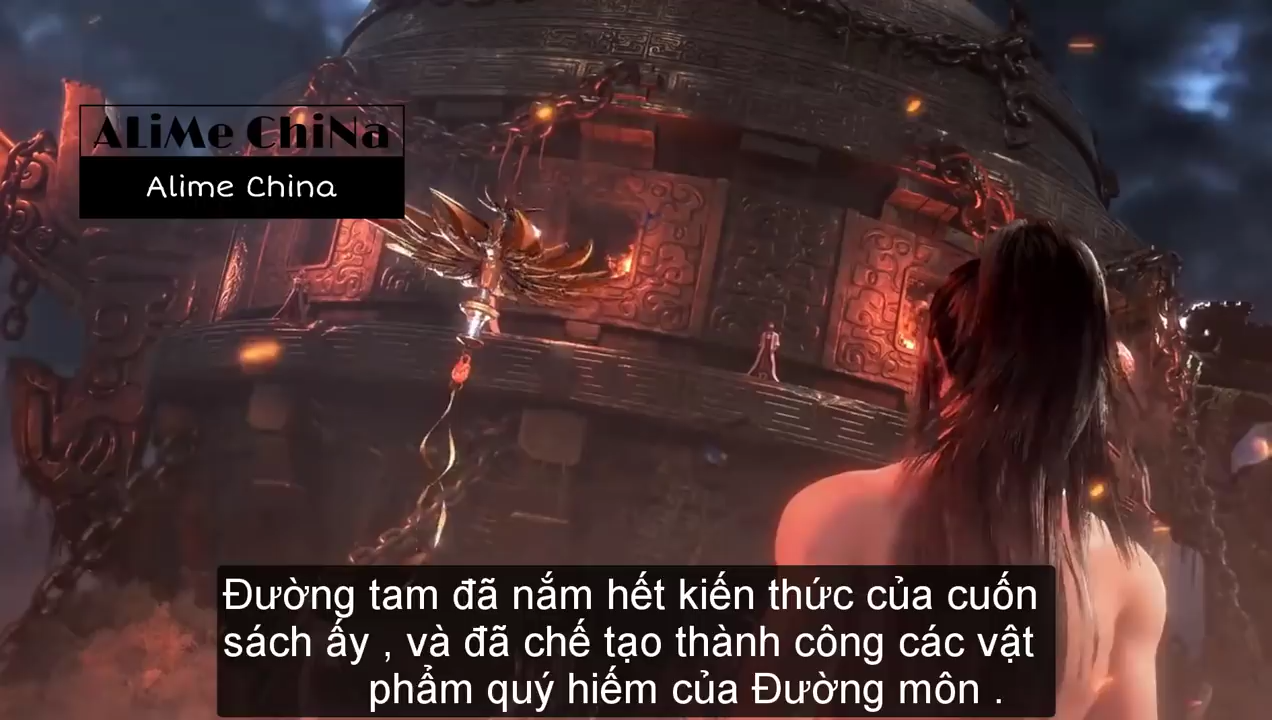 ALiMe ChiNa
Alime China
Đường tam đã nắm hết kiến thức của cuốn
sách ấy , và đã chế tạo thành công các vật
phẩm quý hiếm của Đường môn .